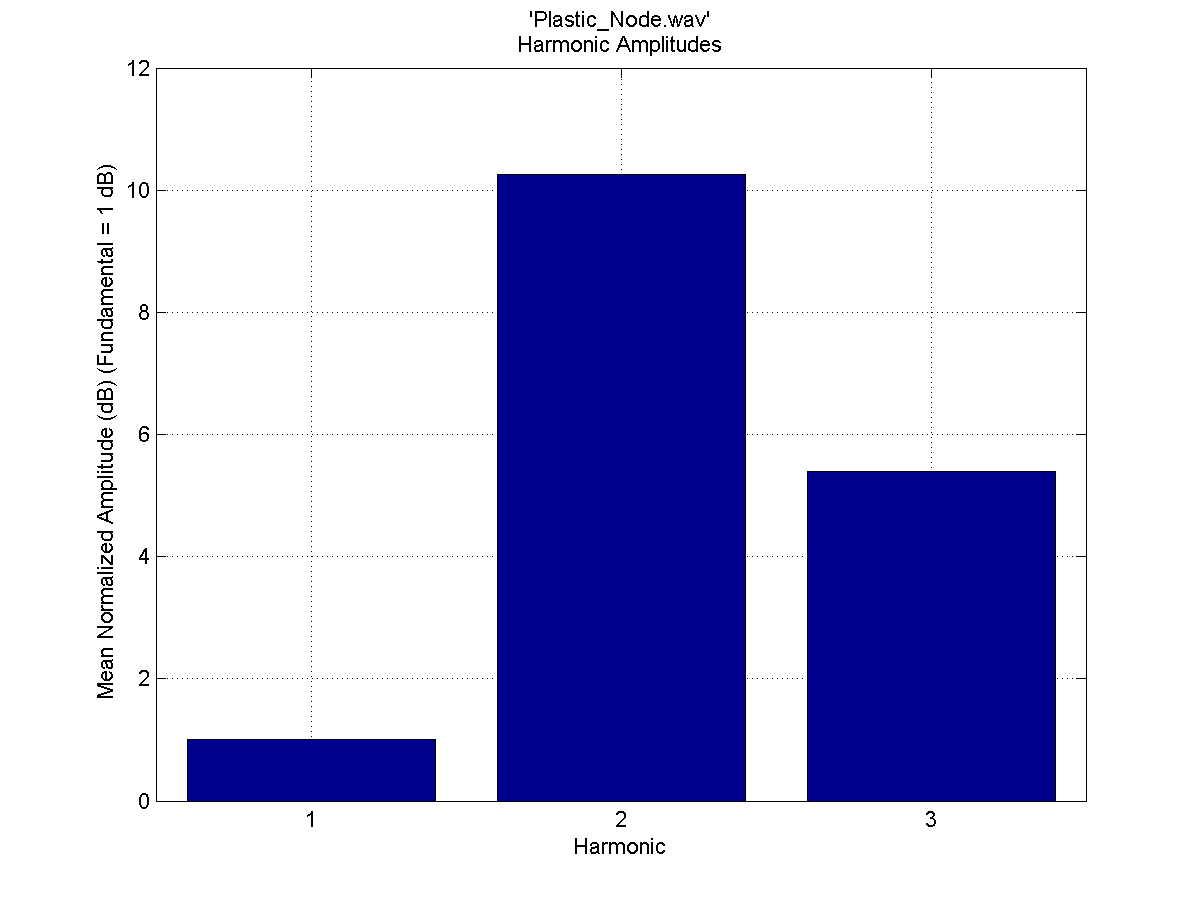 'Plastic_Node.wav'
Harmonic Amplitudes
12
10
8
6
4
2
0
Mean Normalized Amplitude (dB) (Fundamental = 1 dB)
1 2 3
Harmonic